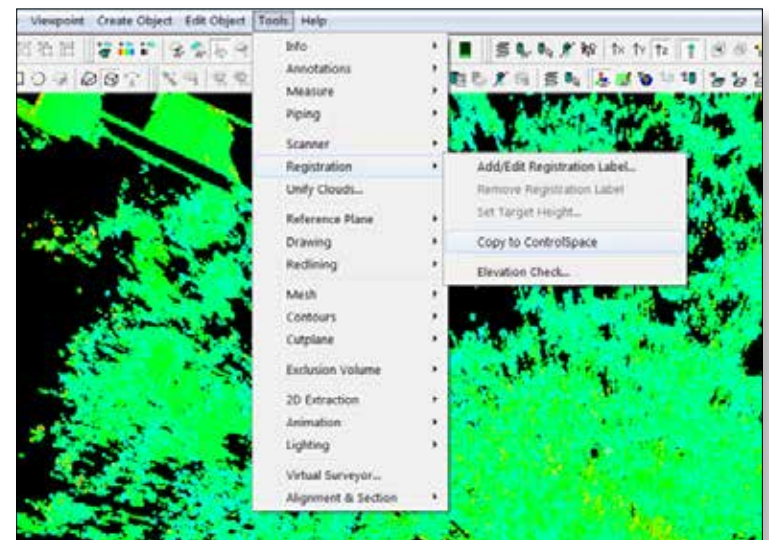 Viewpoint Create Object Edit Object Tools Help
Info
Annotations
Measure
Piping
Scanner
Registration
Unify Clouds...
Reference Plane
Drawing
Redlining
Mesh
Contours
Cutplane
Exclusion Volume
2D Extraction
Animation
Lighting
Virtual Surveyor...
Alignment & Section
Add/Edit Registration Label...
Remove Registration Label
Set Target Height...
Copy to ControlSpace
Elevation Check...